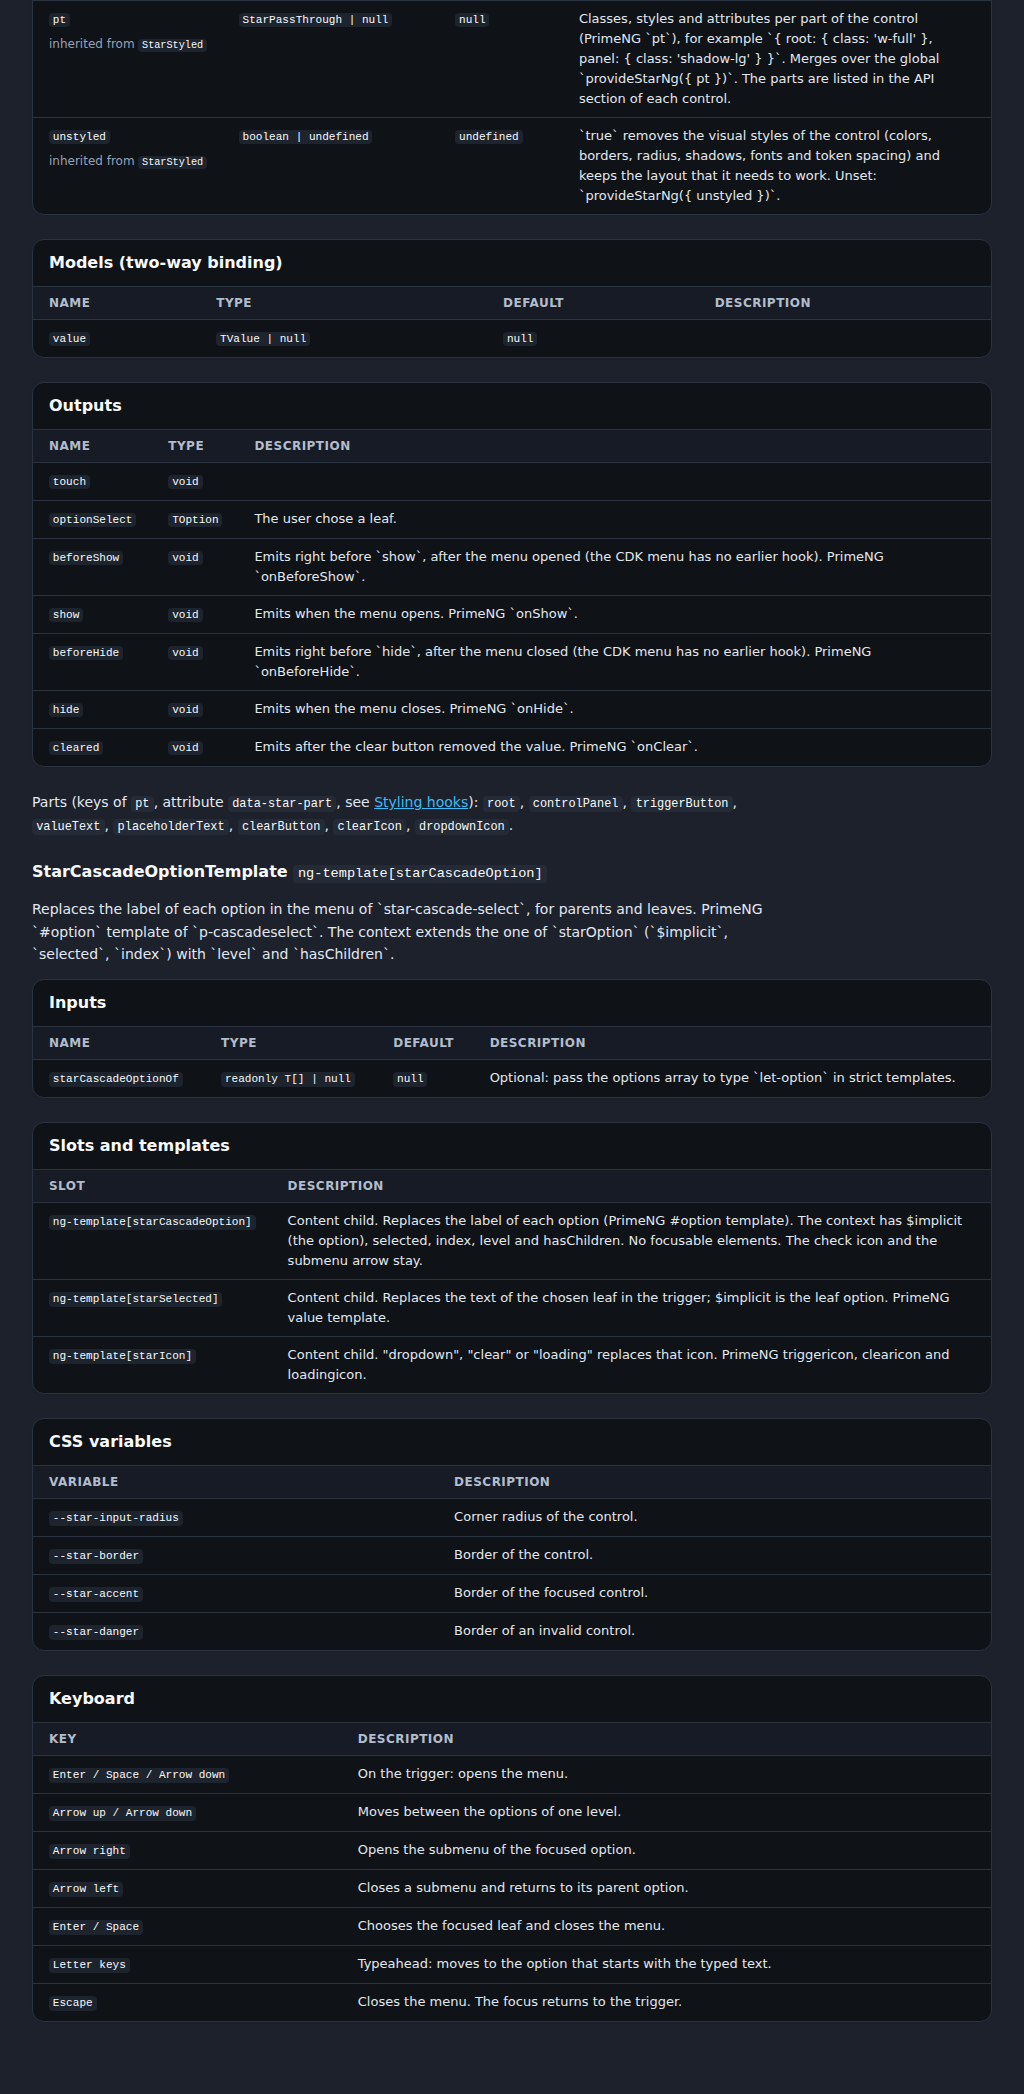 pt StarPassThrough | null null Classes, styles and attributes per part of the control
inherited from StarStyled (PrimeNG `pt`), for example `{ root: { class: 'w-full' },
panel: { class: 'shadow-lg' } }`. Merges over the global
`provideStarNg({ pt })`. The parts are listed in the API
section of each control.
unstyled boolean | undefined undefined `true` removes the visual styles of the control (colors,
inherited from StarStyled borders, radius, shadows, fonts and token spacing) and
keeps the layout that it needs to work. Unset:
`provideStarNg({ unstyled })`.
Models (two-way binding)
NAME TYPE DEFAULT DESCRIPTION
value TValue | null null
Outputs
NAME TYPE DESCRIPTION
touch void
optionSelect TOption The user chose a leaf.
beforeShow void Emits right before `show`, after the menu opened (the CDK menu has no earlier hook). PrimeNG
`onBeforeShow`.
show void Emits when the menu opens. PrimeNG `onShow`.
beforeHide void Emits right before `hide`, after the menu closed (the CDK menu has no earlier hook). PrimeNG
`onBeforeHide`.
hide void Emits when the menu closes. PrimeNG `onHide`.
cleared void Emits after the clear button removed the value. PrimeNG `onClear`.
Parts (keys of pt, attribute data-star-part, see Styling hooks): root, controlPanel, triggerButton,
valueText, placeholderText, clearButton, clearIcon, dropdownIcon.
StarCascadeOptionTemplate ng-template[starCascadeOption]
Replaces the label of each option in the menu of `star-cascade-select`, for parents and leaves. PrimeNG
`#option` template of `p-cascadeselect`. The context extends the one of `starOption` (`$implicit`,
`selected`, `index`) with `level` and `hasChildren`.
Inputs
NAME TYPE DEFAULT DESCRIPTION
starCascadeOptionOf readonly T[] | null null Optional: pass the options array to type `let-option` in strict templates.
Slots and templates
SLOT DESCRIPTION
ng-template[starCascadeOption] Content child. Replaces the label of each option (PrimeNG #option template). The context has $implicit
(the option), selected, index, level and hasChildren. No focusable elements. The check icon and the
submenu arrow stay.
ng-template[starSelected] Content child. Replaces the text of the chosen leaf in the trigger; $implicit is the leaf option. PrimeNG
value template.
ng-template[starIcon] Content child. "dropdown", "clear" or "loading" replaces that icon. PrimeNG triggericon, clearicon and
loadingicon.
CSS variables
VARIABLE DESCRIPTION
--star-input-radius Corner radius of the control.
--star-border Border of the control.
--star-accent Border of the focused control.
--star-danger Border of an invalid control.
Keyboard
KEY DESCRIPTION
Enter / Space / Arrow down On the trigger: opens the menu.
Arrow up / Arrow down Moves between the options of one level.
Arrow right Opens the submenu of the focused option.
Arrow left Closes a submenu and returns to its parent option.
Enter / Space Chooses the focused leaf and closes the menu.
Letter keys Typeahead: moves to the option that starts with the typed text.
Escape Closes the menu. The focus returns to the trigger.